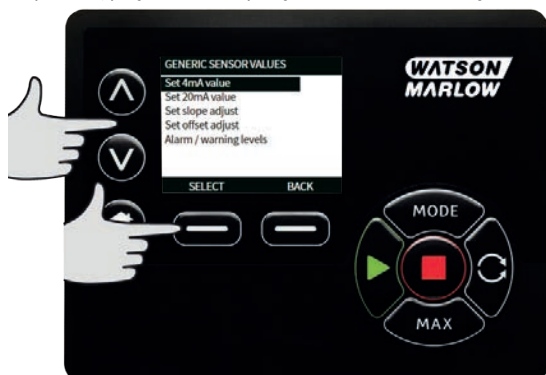 GENERIC SENSOR VALUES
Set 4mA value
Set 20mA value
Set slope adjust
Set offset adjust
Alarm / warning levels
SELECT BACK
WATSON
MARLOW
MODE
MAX